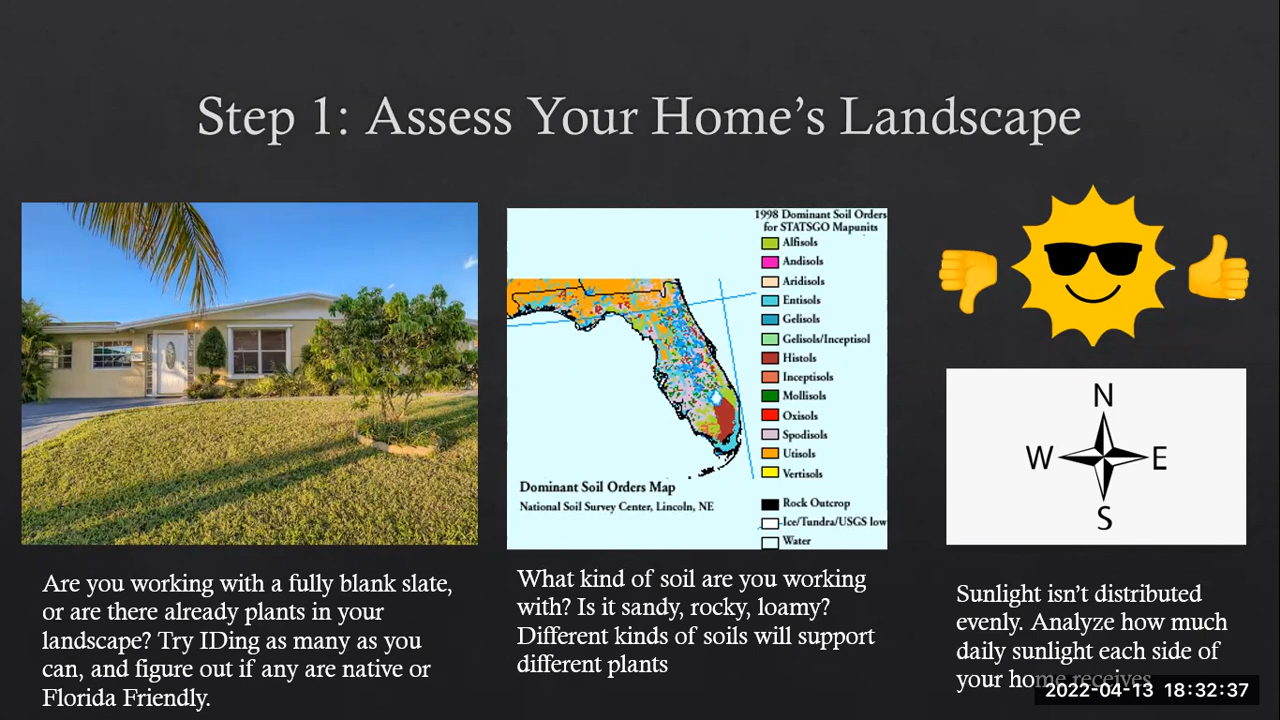 Step 1: Assess Your Home's Landscape
1998 Dominant Soil Orders
for STATSGO Mapunits
Alfisols
Andisols
Aridisols
Entisols
Gelisols
Gelisols/Inceptisol
Histols
Inceptisols
Mollisols
Oxisols
Spodisols
Utisols
Vertisols
Rock Outcrop
Ice/Tundra/USGS low
Water
Dominant Soil Orders Map
National Soil Survey Center, Lincoln, NE
N
W E
S
Are you working with a fully blank slate,
or are there already plants in your
landscape? Try IDing as many as you
can, and figure out if any are native or
Florida Friendly.
What kind of soil are you working
with? Is it sandy, rocky, loamy?
Different kinds of soils will support
different plants
Sunlight isn't distributed
evenly. Analyze how much
daily sunlight each side of
your home receives
2022-04-13 18:32:37